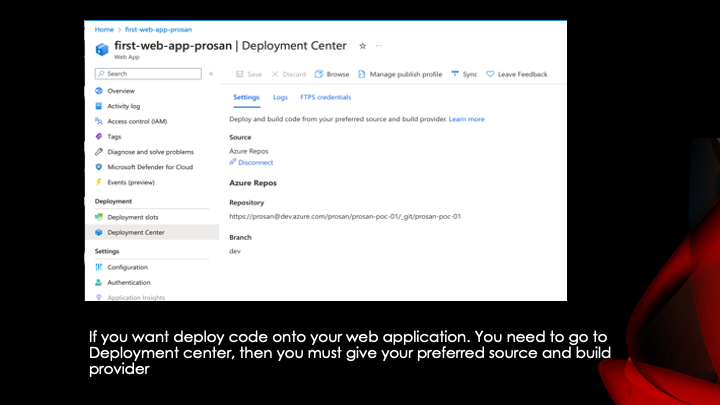 Home > first-web-app-prosan
first-web-app-prosan | Deployment Center ☆ ...
Web App
Search «
Save Discard Browse Manage publish profile Sync Leave Feedback
Overview
Activity log
Access control (IAM)
Tags
Diagnose and solve problems
Microsoft Defender for Cloud
Events (preview)
Deployment
Deployment slots
Deployment Center
Settings
Configuration
Authentication
Application Insights
Settings Logs FTPS credentials
Deploy and build code from your preferred source and build provider. Learn more
Source
Azure Repos
Disconnect
Azure Repos
Repository
https://prosan@dev.azure.com/prosan/prosan-poc-01/_git/prosan-poc-01
Branch
dev
If you want deploy code onto your web application. You need to go to
Deployment center, then you must give your preferred source and build
provider